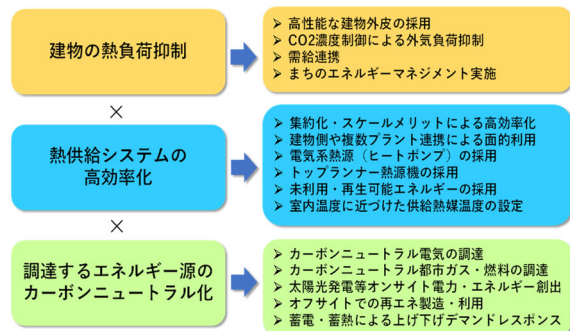 建物の熱負荷抑制
➢ 高性能な建物外皮の採用
➢ CO2濃度制御による外気負荷抑制
➢ 需給連携
➢ まちのエネルギーマネジメント実施
×
熱供給システムの
高効率化
➢ 集約化・スケールメリットによる高効率化
➢ 建物側や複数プラント連携による面的利用
➢ 電気系熱源（ヒートポンプ）の採用
➢ トップランナー熱源機の採用
➢ 未利用・再生可能エネルギーの採用
➢ 室内温度に近づけた供給熱媒温度の設定
×
調達するエネルギー源の
カーボンニュートラル化
➢ カーボンニュートラル電気の調達
➢ カーボンニュートラル都市ガス・燃料の調達
➢ 太陽光発電等オンサイト電力・エネルギー創出
➢ オフサイトでの再エネ製造・利用
➢ 蓄電・蓄熱による上げ下げデマンドレスポンス